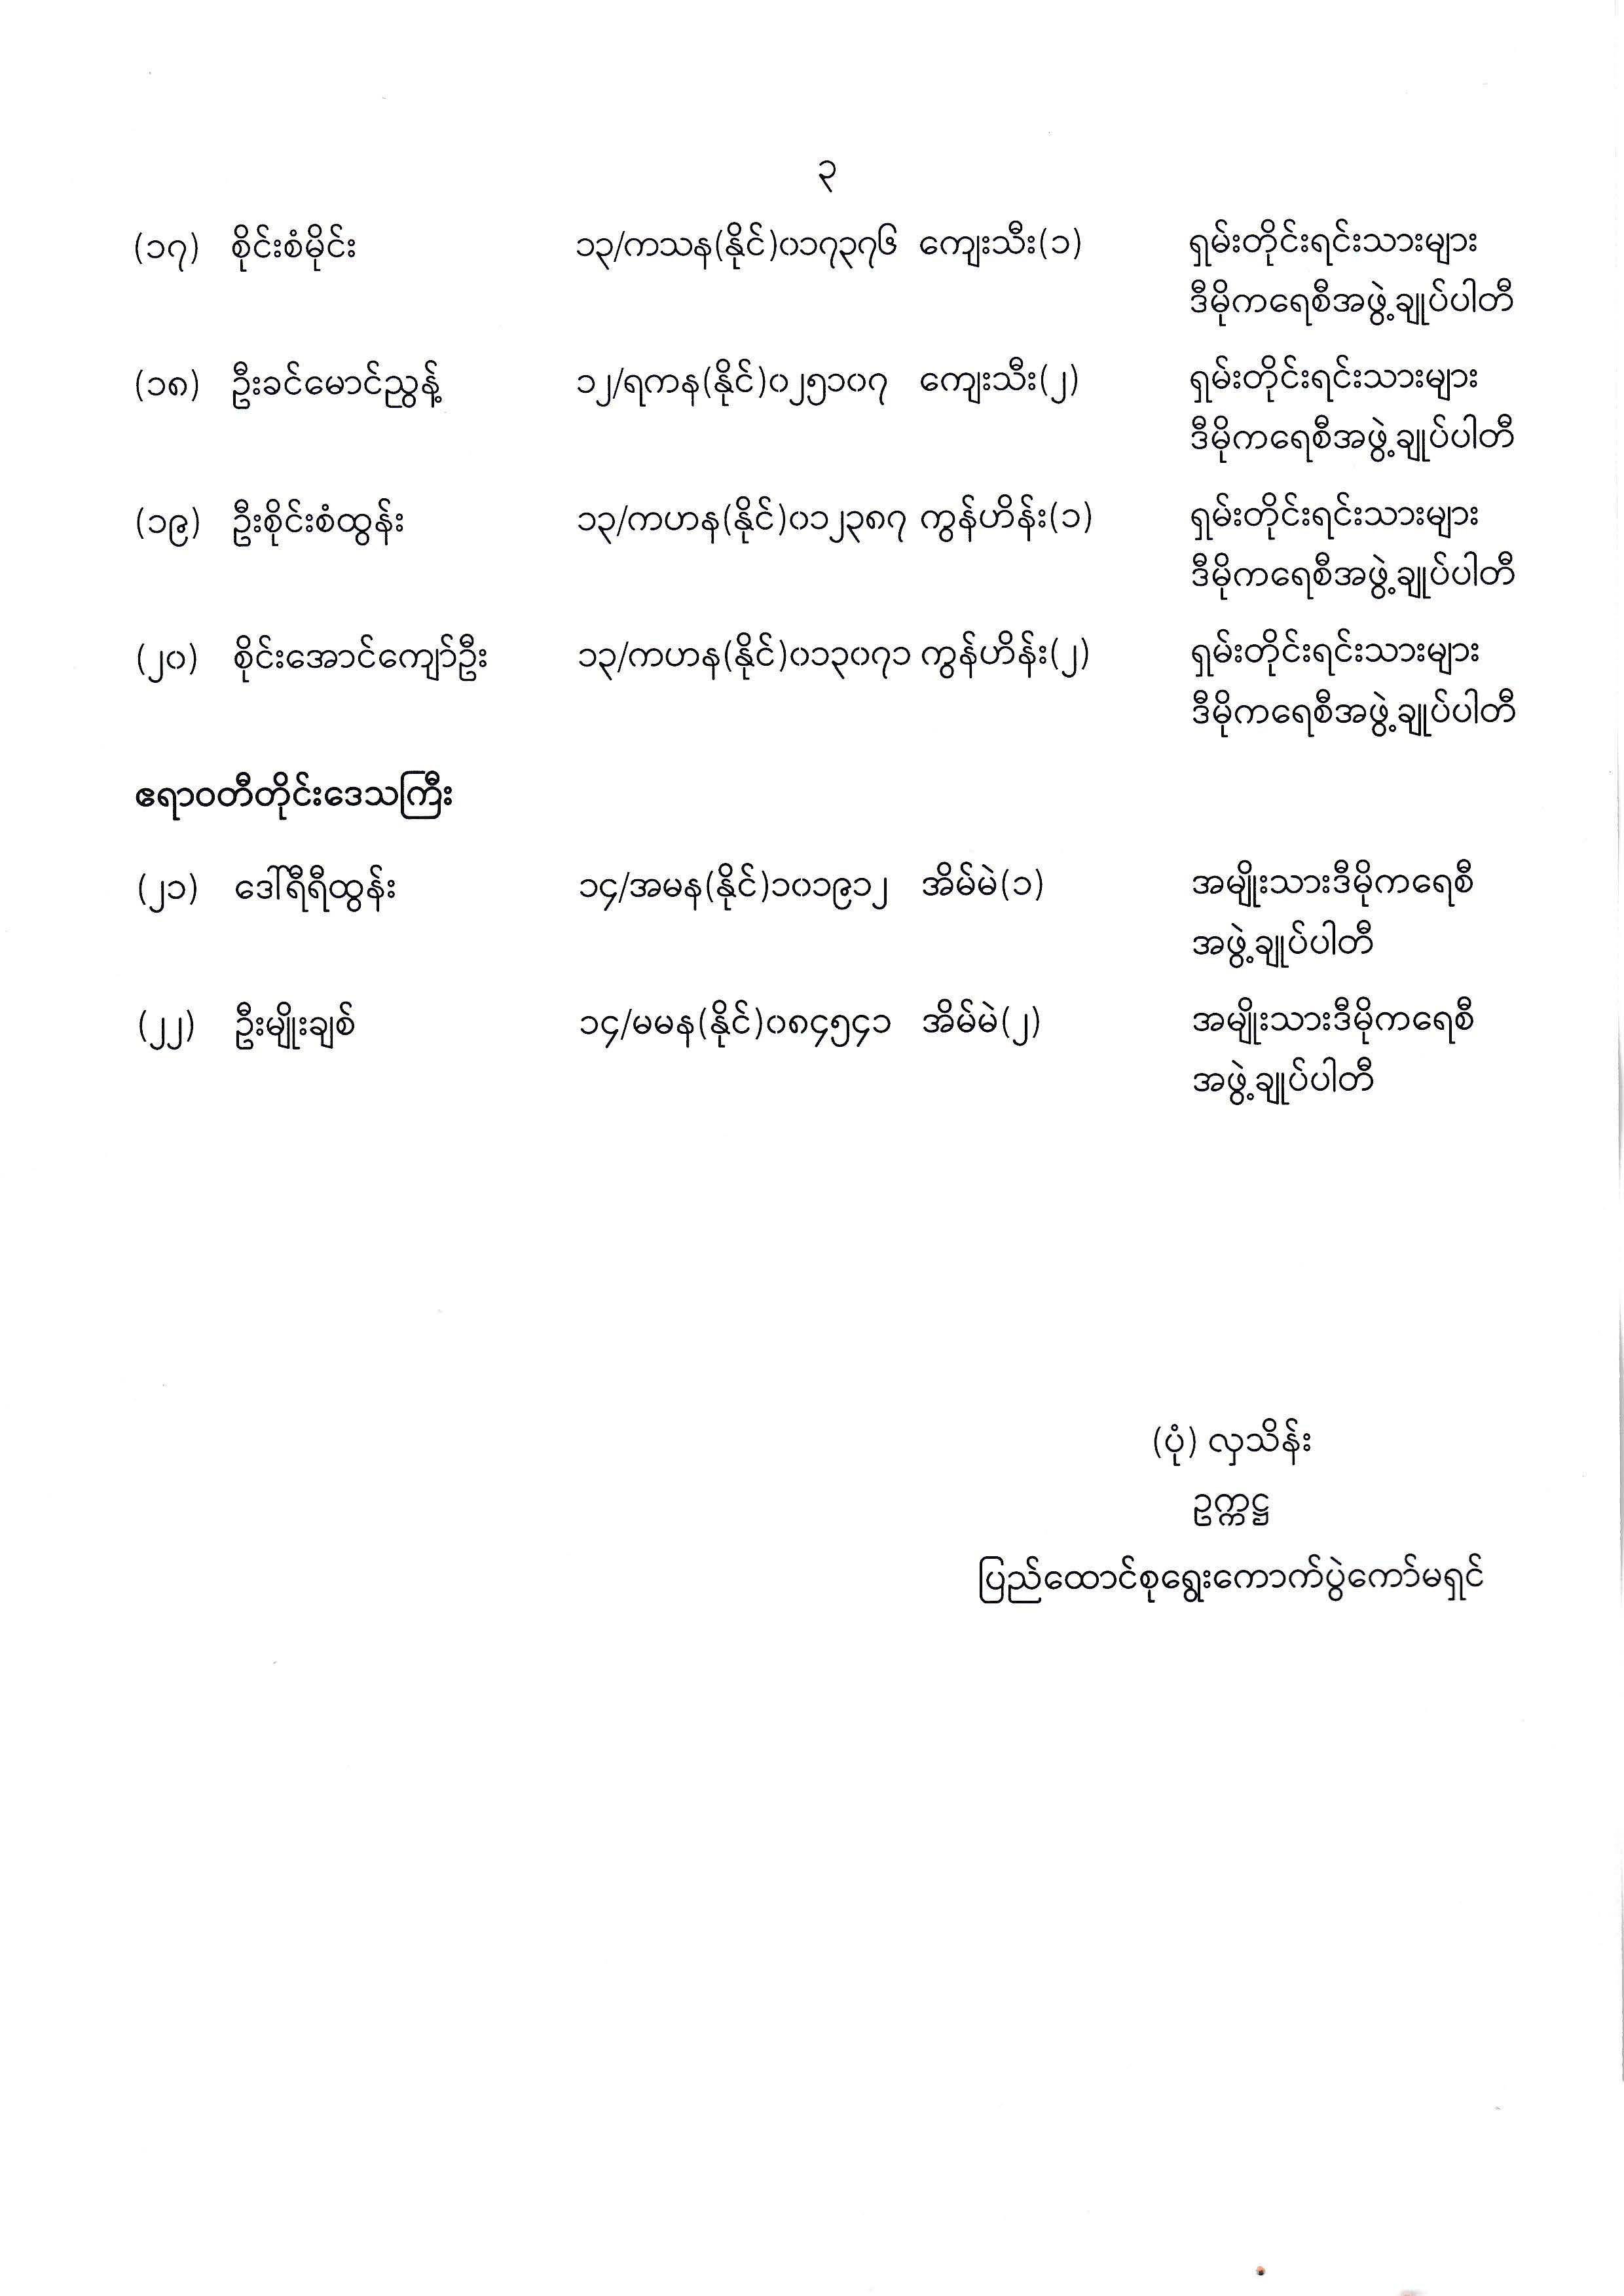 ၃
(၁၇) စိုင်းစံမိုင်း ၁၃/ကသန(နိုင်)၀၁၇၃၇၆ ကျေးသီး(၁) ရှမ်းတိုင်းရင်းသားများ
ဒီမိုကရေစီအဖွဲ့ချုပ်ပါတီ
(၁၈) ဦးခင်မောင်ညွန့် ၁၂/ရကန(နိုင်)၀၂၅၁၀၇ ကျေးသီး(၂) ရှမ်းတိုင်းရင်းသားများ
ဒီမိုကရေစီအဖွဲ့ချုပ်ပါတီ
(၁၉) ဦးစိုင်းစံထွန်း ၁၃/ကဟန(နိုင်)၀၁၂၃၈၇ ကွန်ဟိန်း(၁) ရှမ်းတိုင်းရင်းသားများ
ဒီမိုကရေစီအဖွဲ့ချုပ်ပါတီ
(၂၀) စိုင်းအောင်ကျော်ဦး ၁၃/ကဟန(နိုင်)၀၁၃၀၇၁ ကွန်ဟိန်း(၂) ရှမ်းတိုင်းရင်းသားများ
ဒီမိုကရေစီအဖွဲ့ချုပ်ပါတီ
ဧရာဝတီတိုင်းဒေသကြီး
(၂၁) ဒေါ်ရီရီထွန်း ၁၄/အမန(နိုင်)၁၀၁၉၁၂ အိမ်မဲ(၁) အမျိုးသားဒီမိုကရေစီ
အဖွဲ့ချုပ်ပါတီ
(၂၂) ဦးမျိုးချစ် ၁၄/မမန(နိုင်)၀၈၄၅၄၁ အိမ်မဲ(၂) အမျိုးသားဒီမိုကရေစီ
အဖွဲ့ချုပ်ပါတီ
(ပုံ) လှသိန်း
ဥက္ကဋ္ဌ
ပြည်ထောင်စုရွေးကောက်ပွဲကော်မရှင်